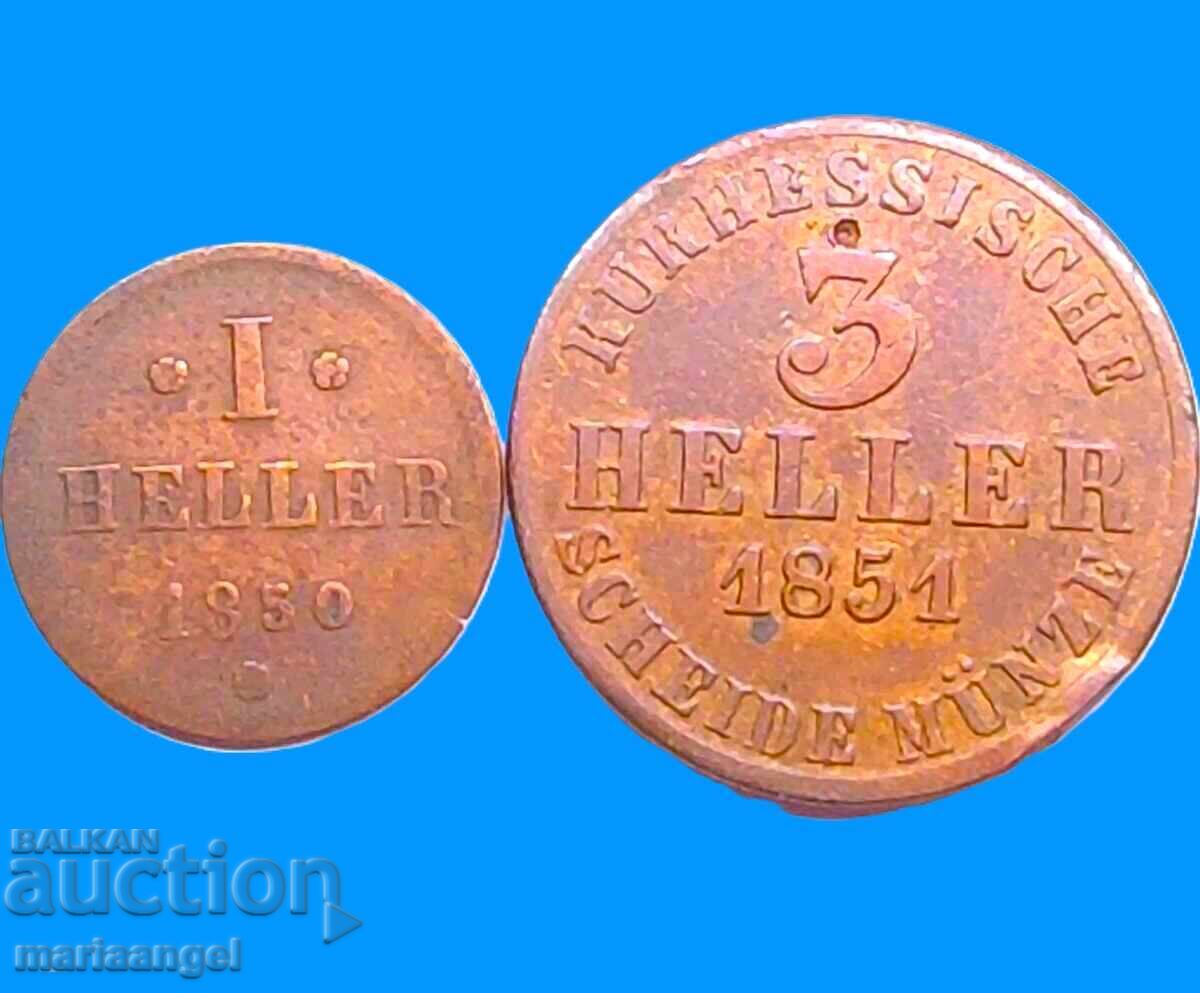 I
HELLER
1850
KURHESSISCHE
3
HELLER
1851
SCHEIDE MÜNZE
BALKAN
auction
mariaangel